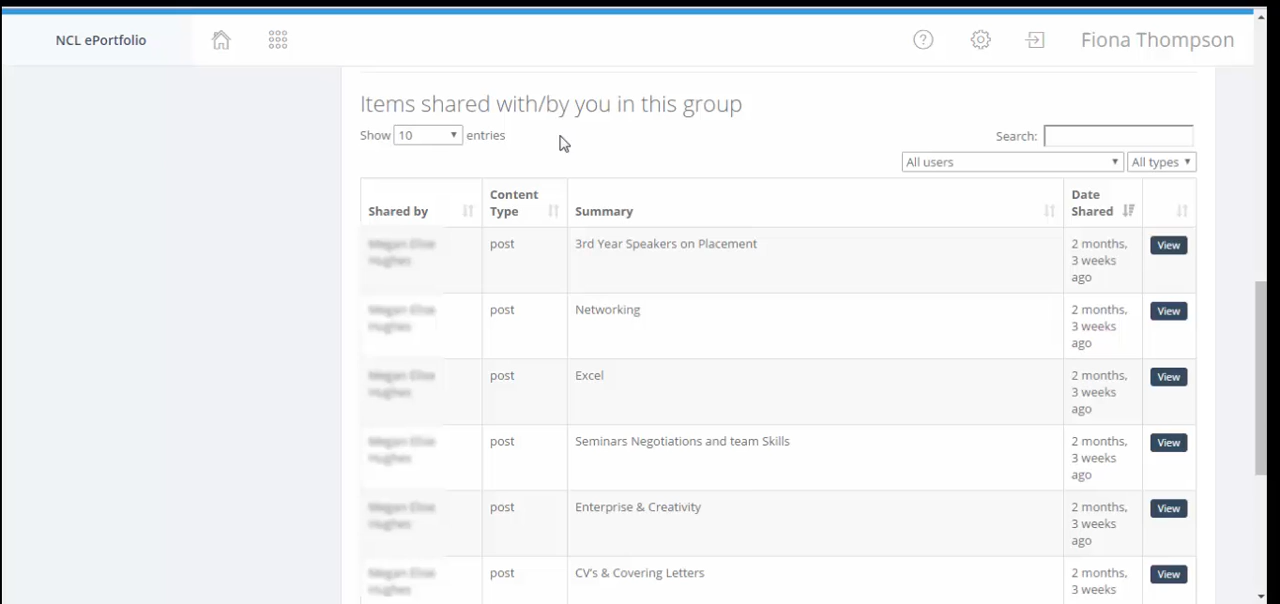 NCL ePortfolio
Fiona Thompson
Items shared with/by you in this group
Show 10 entries
Search:
All users All types
Shared by Content Type Summary Date Shared
post 3rd Year Speakers on Placement 2 months, 3 weeks ago View
post Networking 2 months, 3 weeks ago View
post Excel 2 months, 3 weeks ago View
post Seminars Negotiations and team Skills 2 months, 3 weeks ago View
post Enterprise & Creativity 2 months, 3 weeks ago View
post CV's & Covering Letters 2 months, 3 weeks View